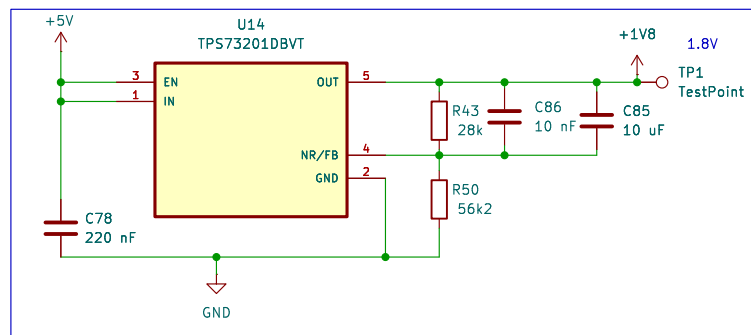 +5V
U14
TPS73201DBVT
+1V8
1.8V
3
EN
OUT
5
TP1
TestPoint
1
IN
R43
28k
C86
10 nF
C85
10 uF
NR/FB
4
GND
2
R50
56k2
C78
220 nF
GND